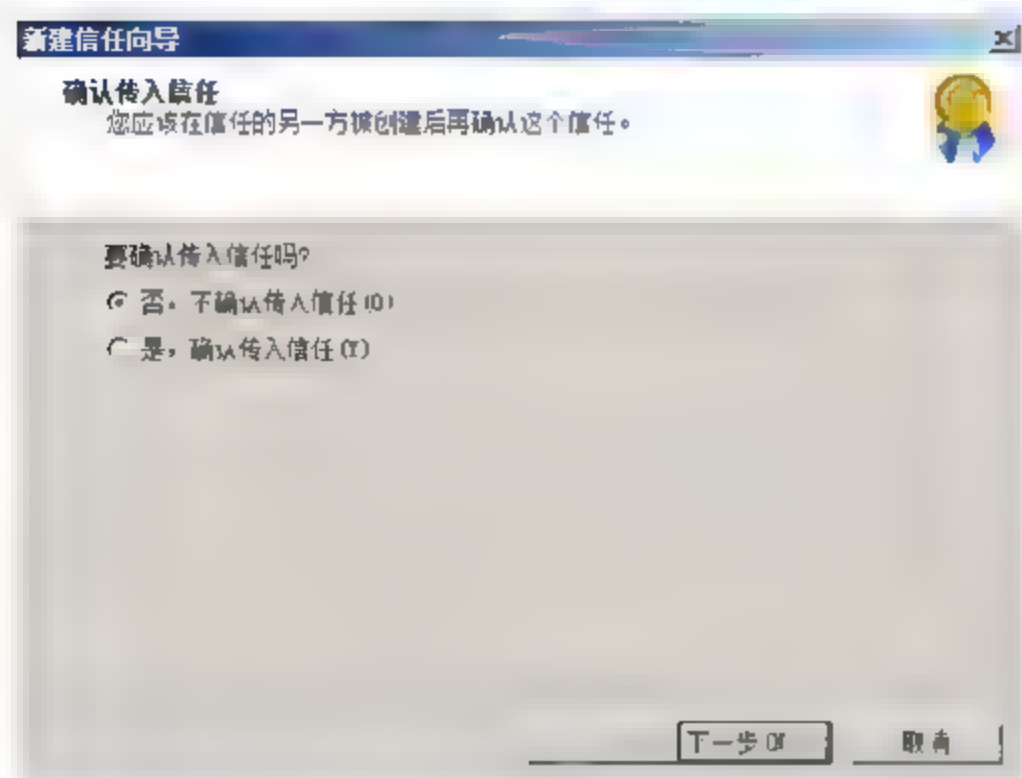 新建信任向导
确认传入信任
您应该在信任的另一方被创建后再确认这个信任。
要确认传入信任吗?
否,不确认传入信任(O)
是,确认传入信任(Y)
下一步
取消